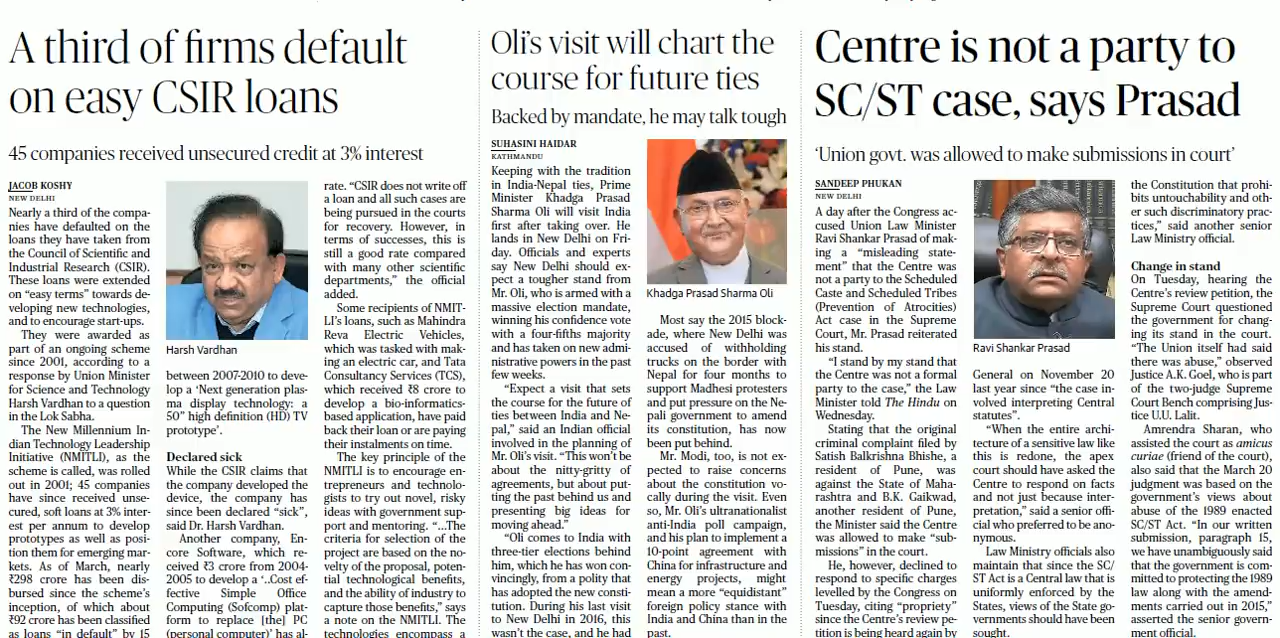 A third of firms default
on easy CSIR loans
45 companies received unsecured credit at 3% interest
JACOB KOSHY
NEW DELHI
Nearly a third of the compa-
nies have defaulted on the
loans they have taken from
the Council of Scientific and
Industrial Research (CSIR).
These loans were extended
on “easy terms” towards de-
veloping new technologies,
and to encourage start-ups.
They were awarded as
part of an ongoing scheme
since 2001, according to a
response by Union Minister
for Science and Technology
Harsh Vardhan to a question
in the Lok Sabha.
The New Millennium In-
dian Technology Leadership
Initiative (NMITLI), as the
scheme is called, was rolled
out in 2001; 45 companies
have since received unse-
cured, soft loans at 3% inter-
est per annum to develop
prototypes as well as posi-
tion them for emerging mar-
kets. As of March, nearly
₹298 crore has been dis-
bursed since the scheme’s
inception, of which about
₹92 crore has been classified
as loans “in default” by 15
Harsh Vardhan
between 2007-2010 to deve-
lop a ‘Next generation plas-
ma display technology: a
50” high definition (HD) TV
prototype’.
Declared sick
While the CSIR claims that
the company developed the
device, the company has
since been declared “sick”,
said Dr. Harsh Vardhan.
Another company, En-
core Software, which re-
ceived ₹3 crore from 2004-
2005 to develop a ‘..Cost ef-
fective Simple Office
Computing (Sofcomp) plat-
form to replace [the] PC
(personal computer)’ has al-
rate. “CSIR does not write off
a loan and all such cases are
being pursued in the courts
for recovery. However, in
terms of successes, this is
still a good rate compared
with many other scientific
departments,” the official
added.
Some recipients of NMIT-
LI’s loans, such as Mahindra
Reva Electric Vehicles,
which was tasked with mak-
ing an electric car, and Tata
Consultancy Services (TCS),
which received ₹8 crore to
develop a bio-informatics-
based application, have paid
back their loan or are paying
their instalments on time.
The key principle of the
NMITLI is to encourage en-
trepreneurs and technolo-
gists to try out novel, risky
ideas with government sup-
port and mentoring. “...The
criteria for selection of the
project are based on the no-
velty of the proposal, poten-
tial technological benefits,
and the ability of industry to
capture those benefits,” says
a note on the NMITLI. The
technologies encompass a
Oli’s visit will chart the
course for future ties
Backed by mandate, he may talk tough
SUHASINI HAIDAR
KATHMANDU
Keeping with the tradition
in India-Nepal ties, Prime
Minister Khadga Prasad
Sharma Oli will visit India
first after taking over. He
lands in New Delhi on Fri-
day. Officials and experts
say New Delhi should ex-
pect a tougher stand from
Mr. Oli, who is armed with a
massive election mandate,
winning his confidence vote
with a four-fifths majority
and has taken on new admi-
nistrative powers in the past
few weeks.
“Expect a visit that sets
the course for the future of
ties between India and Ne-
pal,” said an Indian official
involved in the planning of
Mr. Oli’s visit. “This won’t be
about the nitty-gritty of
agreements, but about put-
ting the past behind us and
presenting big ideas for
moving ahead.”
“Oli comes to India with
three-tier elections behind
him, which he has won con-
vincingly, from a polity that
has adopted the new consti-
tution. During his last visit
to New Delhi in 2016, this
wasn’t the case, and he had
Khadga Prasad Sharma Oli
Most say the 2015 block-
ade, where New Delhi was
accused of withholding
trucks on the border with
Nepal for four months to
support Madhesi protesters
and put pressure on the Ne-
pali government to amend
its constitution, has now
been put behind.
Mr. Modi, too, is not ex-
pected to raise concerns
about the constitution vo-
cally during the visit. Even
so, Mr. Oli’s ultranationalist
anti-India poll campaign,
and his plan to implement a
10-point agreement with
China for infrastructure and
energy projects, might
mean a more “equidistant”
foreign policy stance with
India and China than in the
past.
Centre is not a party to
SC/ST case, says Prasad
‘Union govt. was allowed to make submissions in court’
SANDEEP PHUKAN
NEW DELHI
A day after the Congress ac-
cused Union Law Minister
Ravi Shankar Prasad of mak-
ing a “misleading state-
ment” that the Centre was
not a party to the Scheduled
Caste and Scheduled Tribes
(Prevention of Atrocities)
Act case in the Supreme
Court, Mr. Prasad reiterated
his stand.
“I stand by my stand that
the Centre was not a formal
party to the case,” the Law
Minister told The Hindu on
Wednesday.
Stating that the original
criminal complaint filed by
Satish Balkrishna Bhishe, a
resident of Pune, was
against the State of Maha-
rashtra and B.K. Gaikwad,
another resident of Pune,
the Minister said the Centre
was allowed to make “sub-
missions” in the court.
He, however, declined to
respond to specific charges
levelled by the Congress on
Tuesday, citing “propriety”
since the Centre’s review pe-
tition is being heard again by
Ravi Shankar Prasad
General on November 20
last year since “the case in-
volved interpreting Central
statutes”.
“When the entire archi-
tecture of a sensitive law like
this is redone, the apex
court should have asked the
Centre to respond on facts
and not just because inter-
pretation,” said a senior offi-
cial who preferred to be ano-
nymous.
Law Ministry officials also
maintain that since the SC/
ST Act is a Central law that is
uniformly enforced by the
States, views of the State go-
vernments should have been
sought.
the Constitution that prohi-
bits untouchability and oth-
er such discriminatory prac-
tices,” said another senior
Law Ministry official.
Change in stand
On Tuesday, hearing the
Centre’s review petition, the
Supreme Court questioned
the government for chang-
ing its stand in the court.
“The Union itself had said
there was abuse,” observed
Justice A.K. Goel, who is part
of the two-judge Supreme
Court Bench comprising Jus-
tice U.U. Lalit.
Amrendra Sharan, who
assisted the court as amicus
curiae (friend of the court),
also said that the March 20
judgment was based on the
government’s views about
abuse of the 1989 enacted
SC/ST Act. “In our written
submission, paragraph 15,
we have unambiguously said
that the government is com-
mitted to protecting the 1989
law along with the amend-
ments carried out in 2015,”
asserted the senior govern-
ment official.